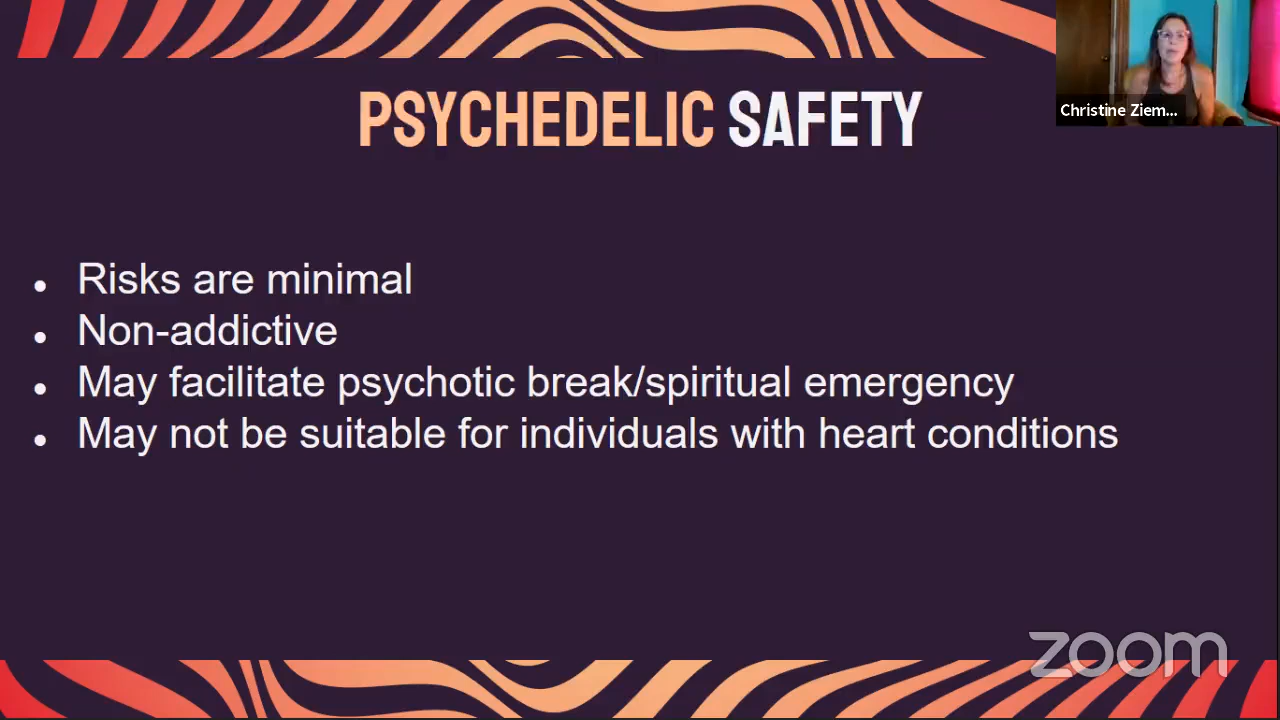 PSYCHEDELIC SAFETY
Christine Ziem...
• Risks are minimal
• Non-addictive
• May facilitate psychotic break/spiritual emergency
• May not be suitable for individuals with heart conditions
zoom